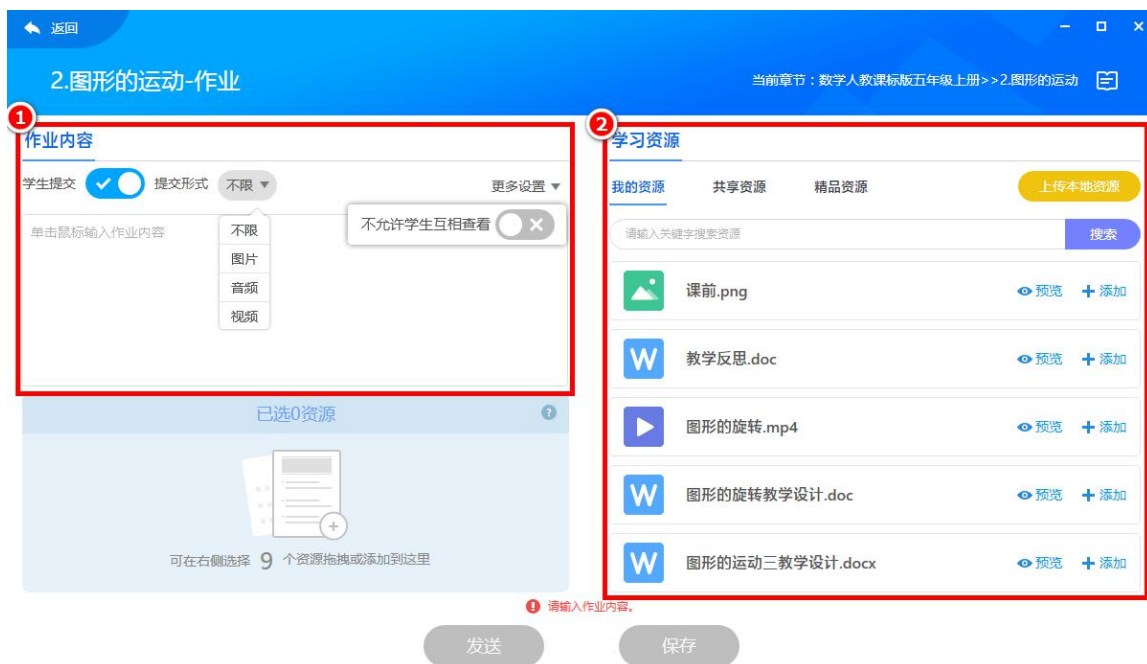 返回
2.图形的运动-作业
当前章节：数学人教课标版五年级上册>>2.图形的运动
1
作业内容
学生提交 提交形式 不限
更多设置
不允许学生互相查看
单击鼠标输入作业内容
不限
图片
音频
视频
已选0资源
?
可在右侧选择 9 个资源拖拽或添加到这里
2
学习资源
我的资源 共享资源 精品资源 上传本地资源
请输入关键字搜索资源 搜索
课前.png 预览 添加
W 教学反思.doc 预览 添加
图形的旋转.mp4 预览 添加
W 图形的旋转教学设计.doc 预览 添加
W 图形的运动三教学设计.docx 预览 添加
请输入作业内容。
发送 保存